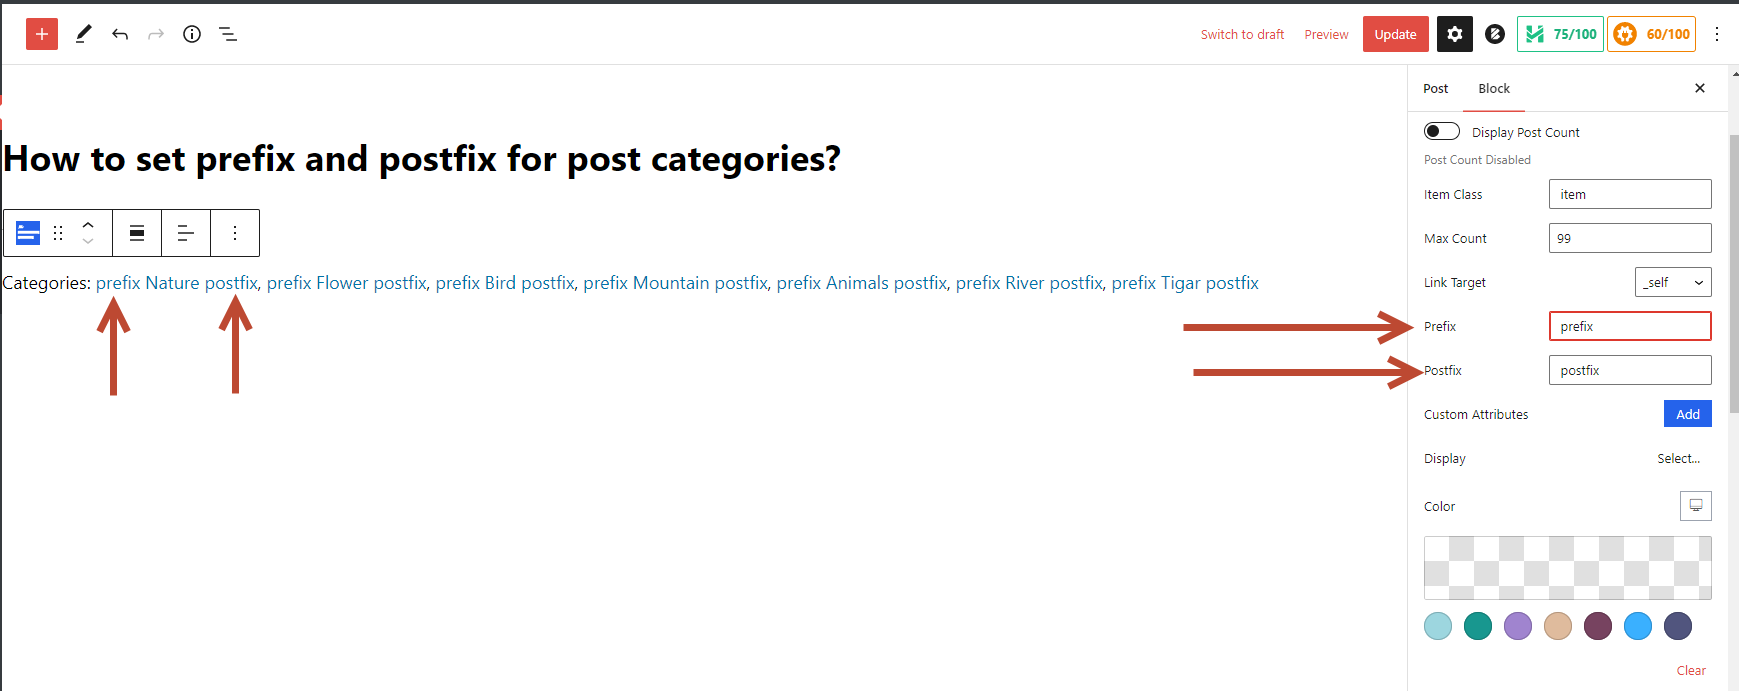 Switch to draft
Preview
Update
75/100
60/100
Post
Block
Display Post Count
Post Count Disabled
How to set prefix and postfix for post categories?
Item Class
item
Max Count
99
Categories: prefix Nature postfix, prefix Flower postfix, prefix Bird postfix, prefix Mountain postfix, prefix Animals postfix, prefix River postfix, prefix Tigar postfix
Link Target
_self
Prefix
prefix
Postfix
postfix
Custom Attributes
Add
Display
Select...
Color
Clear